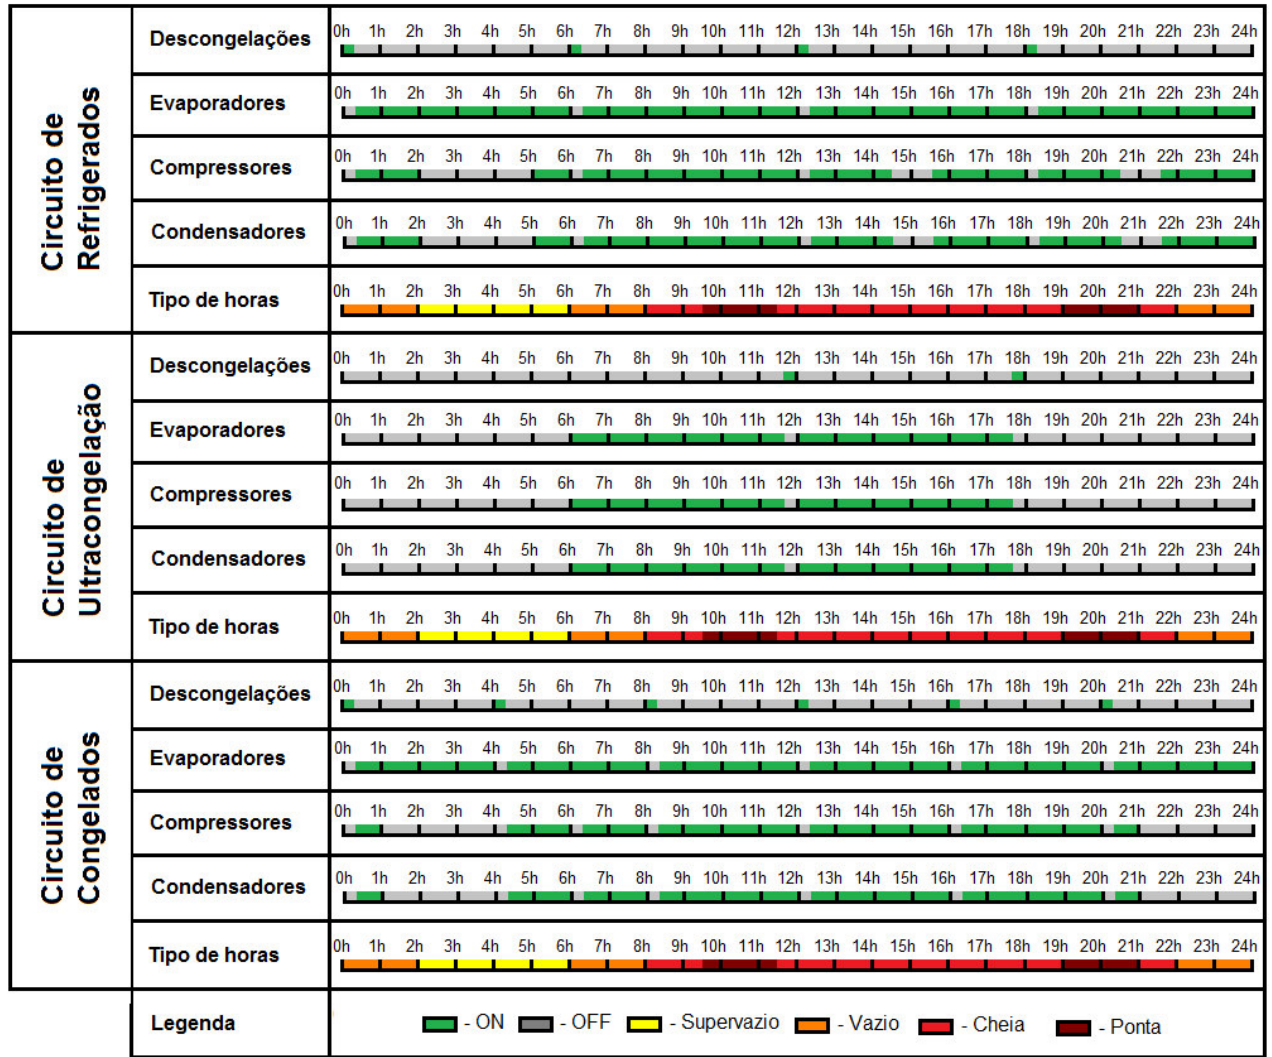 Circuito de
Refrigerados
Descongelações
0h 1h 2h 3h 4h 5h 6h 7h 8h 9h 10h 11h 12h 13h 14h 15h 16h 17h 18h 19h 20h 21h 22h 23h 24h
Evaporadores
0h 1h 2h 3h 4h 5h 6h 7h 8h 9h 10h 11h 12h 13h 14h 15h 16h 17h 18h 19h 20h 21h 22h 23h 24h
Compressores
0h 1h 2h 3h 4h 5h 6h 7h 8h 9h 10h 11h 12h 13h 14h 15h 16h 17h 18h 19h 20h 21h 22h 23h 24h
Condensadores
0h 1h 2h 3h 4h 5h 6h 7h 8h 9h 10h 11h 12h 13h 14h 15h 16h 17h 18h 19h 20h 21h 22h 23h 24h
Tipo de horas
0h 1h 2h 3h 4h 5h 6h 7h 8h 9h 10h 11h 12h 13h 14h 15h 16h 17h 18h 19h 20h 21h 22h 23h 24h
Circuito de
Ultracongelação
Descongelações
0h 1h 2h 3h 4h 5h 6h 7h 8h 9h 10h 11h 12h 13h 14h 15h 16h 17h 18h 19h 20h 21h 22h 23h 24h
Evaporadores
0h 1h 2h 3h 4h 5h 6h 7h 8h 9h 10h 11h 12h 13h 14h 15h 16h 17h 18h 19h 20h 21h 22h 23h 24h
Compressores
0h 1h 2h 3h 4h 5h 6h 7h 8h 9h 10h 11h 12h 13h 14h 15h 16h 17h 18h 19h 20h 21h 22h 23h 24h
Condensadores
0h 1h 2h 3h 4h 5h 6h 7h 8h 9h 10h 11h 12h 13h 14h 15h 16h 17h 18h 19h 20h 21h 22h 23h 24h
Tipo de horas
0h 1h 2h 3h 4h 5h 6h 7h 8h 9h 10h 11h 12h 13h 14h 15h 16h 17h 18h 19h 20h 21h 22h 23h 24h
Circuito de
Congelados
Descongelações
0h 1h 2h 3h 4h 5h 6h 7h 8h 9h 10h 11h 12h 13h 14h 15h 16h 17h 18h 19h 20h 21h 22h 23h 24h
Evaporadores
0h 1h 2h 3h 4h 5h 6h 7h 8h 9h 10h 11h 12h 13h 14h 15h 16h 17h 18h 19h 20h 21h 22h 23h 24h
Compressores
0h 1h 2h 3h 4h 5h 6h 7h 8h 9h 10h 11h 12h 13h 14h 15h 16h 17h 18h 19h 20h 21h 22h 23h 24h
Condensadores
0h 1h 2h 3h 4h 5h 6h 7h 8h 9h 10h 11h 12h 13h 14h 15h 16h 17h 18h 19h 20h 21h 22h 23h 24h
Tipo de horas
0h 1h 2h 3h 4h 5h 6h 7h 8h 9h 10h 11h 12h 13h 14h 15h 16h 17h 18h 19h 20h 21h 22h 23h 24h
Legenda
- ON - OFF - Supervazio - Vazio - Cheia - Ponta